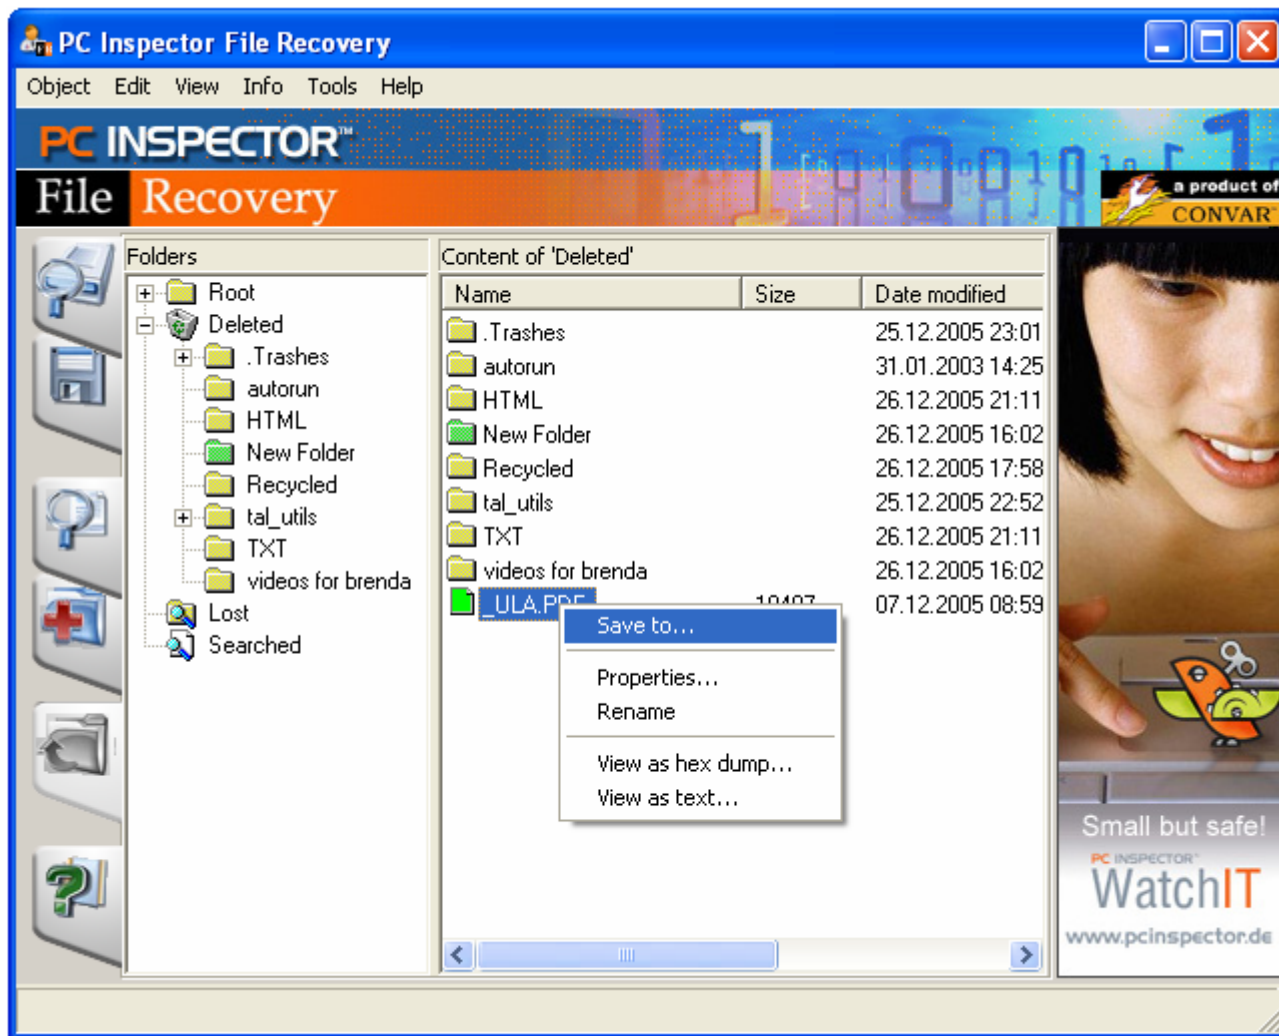 PC Inspector File Recovery
Object Edit View Info Tools Help
PC INSPECTOR™
File Recovery
a product of
CONVAR
Folders
Root
Deleted
.Trashes
autorun
HTML
New Folder
Recycled
tal_utils
TXT
videos for brenda
Lost
Searched
Content of 'Deleted'
Name Size Date modified
.Trashes 25.12.2005 23:01
autorun 31.01.2003 14:25
HTML 26.12.2005 21:11
New Folder 26.12.2005 16:02
Recycled 26.12.2005 17:58
tal_utils 25.12.2005 22:52
TXT 26.12.2005 21:11
videos for brenda 26.12.2005 16:02
_ULA.PDF 07.12.2005 08:59
Save to...
Properties...
Rename
View as hex dump...
View as text...
Small but safe!
PC INSPECTOR™
WatchIT
www.pcinspector.de